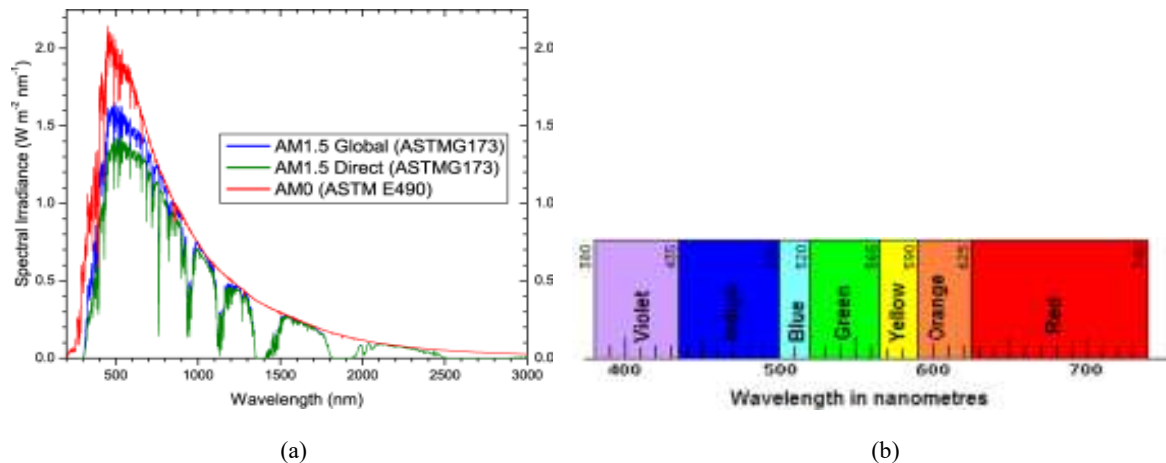 2.0
1.5
1.0
0.5
0.0
2.0
1.5
1.0
0.5
0.0
Spectral Irradiance (W m-2 nm-1)
AM1.5 Global (ASTMG173)
AM1.5 Direct (ASTMG173)
AM0 (ASTM E490)
500 1000 1500 2000 2500 3000
Wavelength (nm)
(a)
380 435 520 565 590 625
Violet
Blue
Green
Yellow
Orange
Red
400 500 600 700
Wavelength in nanometres
(b)